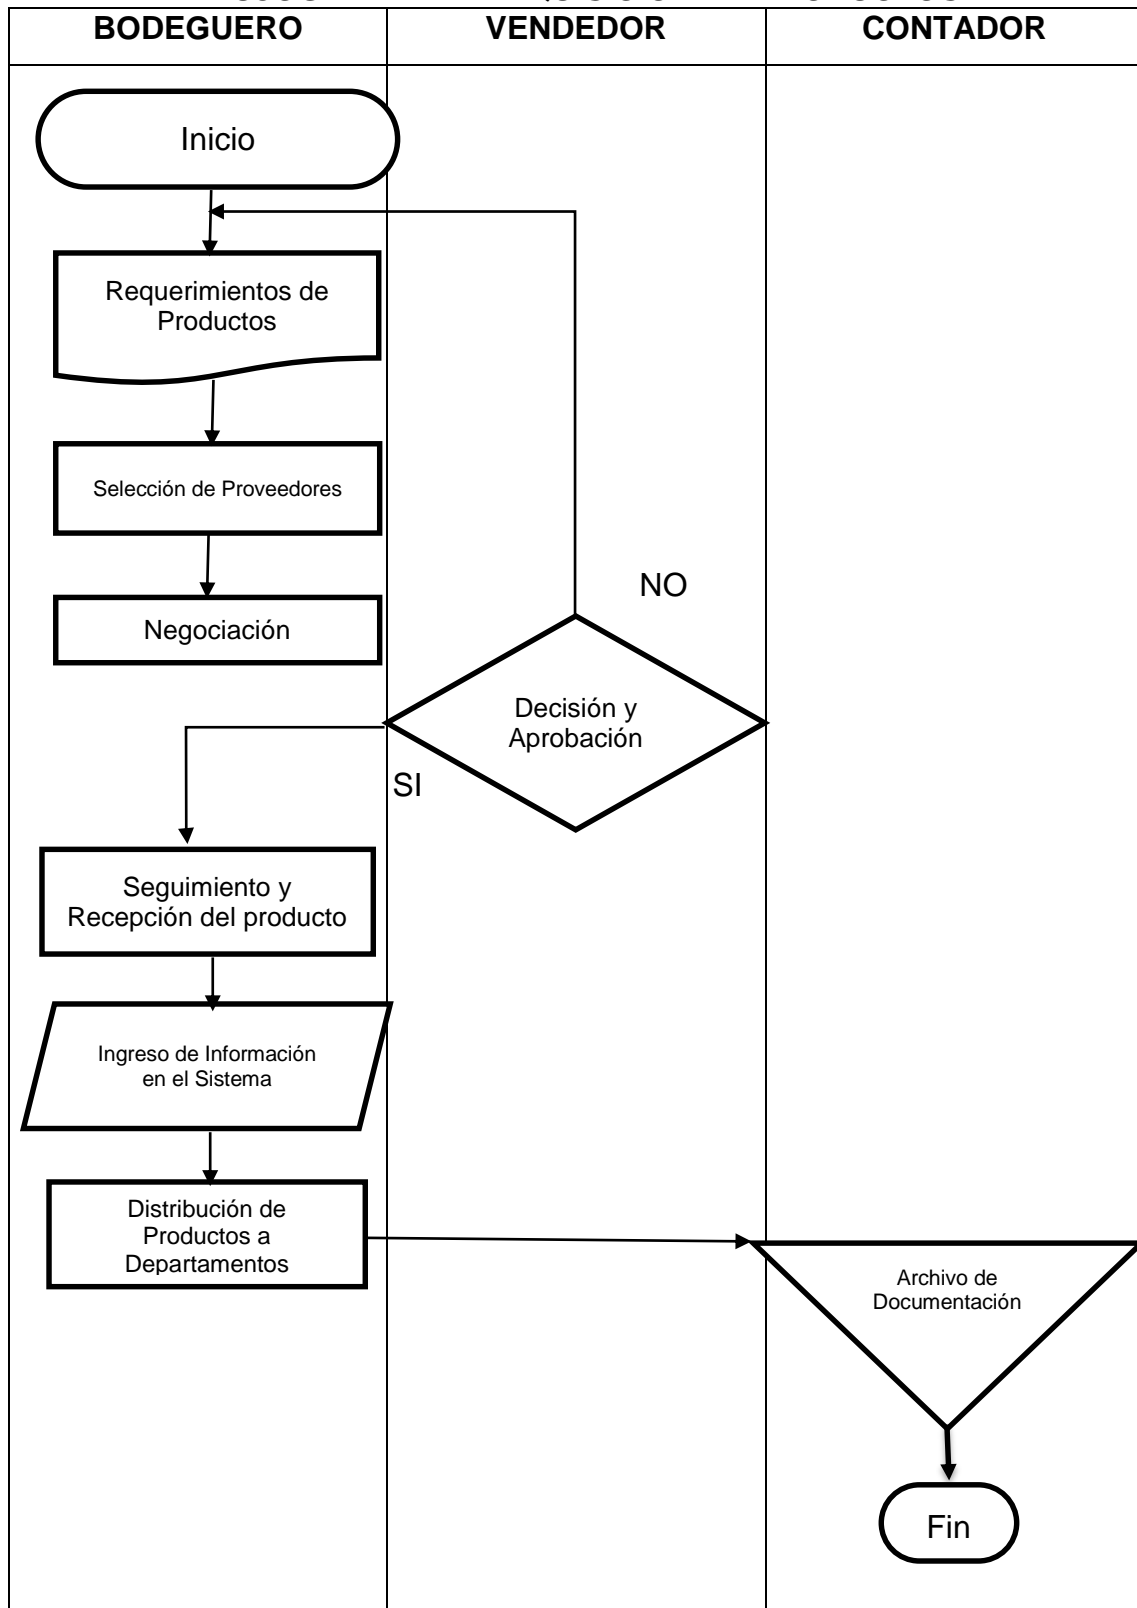 BODEGUERO
VENDEDOR
CONTADOR
Inicio
Requerimientos de
Productos
Selección de Proveedores
NO
Negociación
Decisión y
Aprobación
SI
Seguimiento y
Recepción del producto
Ingreso de Información
en el Sistema
Distribución de
Productos a
Departamentos
Archivo de
Documentación
Fin